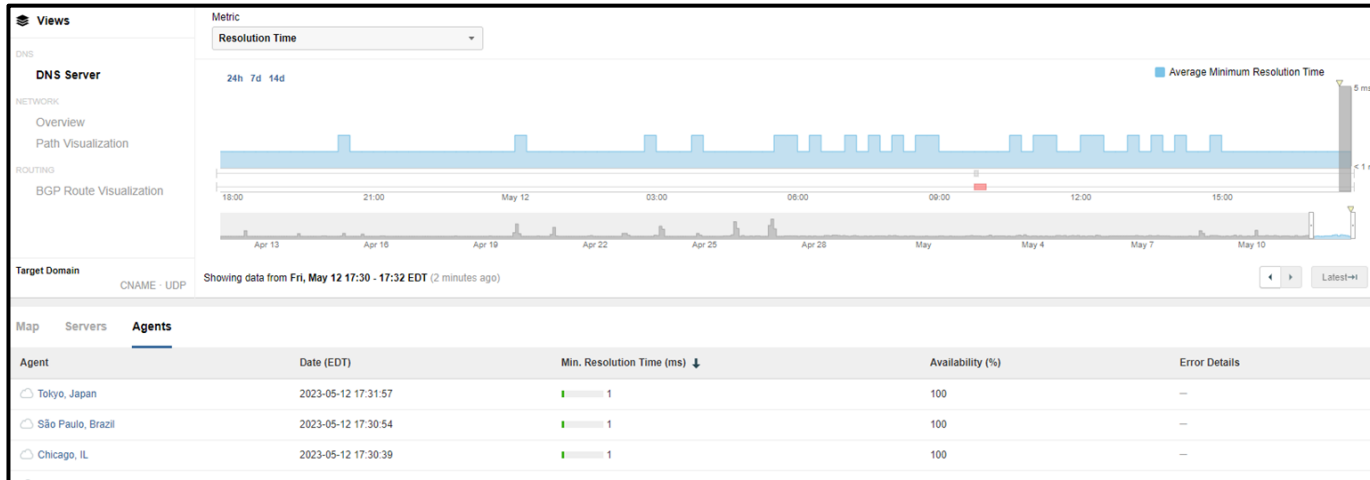 Views
DNS
DNS Server
NETWORK
Overview
Path Visualization
ROUTING
BGP Route Visualization
Target Domain
CNAME · UDP
Metric
Resolution Time
24h 7d 14d
Average Minimum Resolution Time
5 ms
< 1
18:00 21:00 May 12 03:00 06:00 09:00 12:00 15:00
Apr 13 Apr 16 Apr 19 Apr 22 Apr 25 Apr 28 May May 4 May 7 May 10
Showing data from Fri, May 12 17:30 - 17:32 EDT (2 minutes ago)
Latest
Map Servers Agents
Agent Date (EDT) Min. Resolution Time (ms) Availability (%) Error Details
Tokyo, Japan 2023-05-12 17:31:57 1 100 —
São Paulo, Brazil 2023-05-12 17:30:54 1 100 —
Chicago, IL 2023-05-12 17:30:39 1 100 —